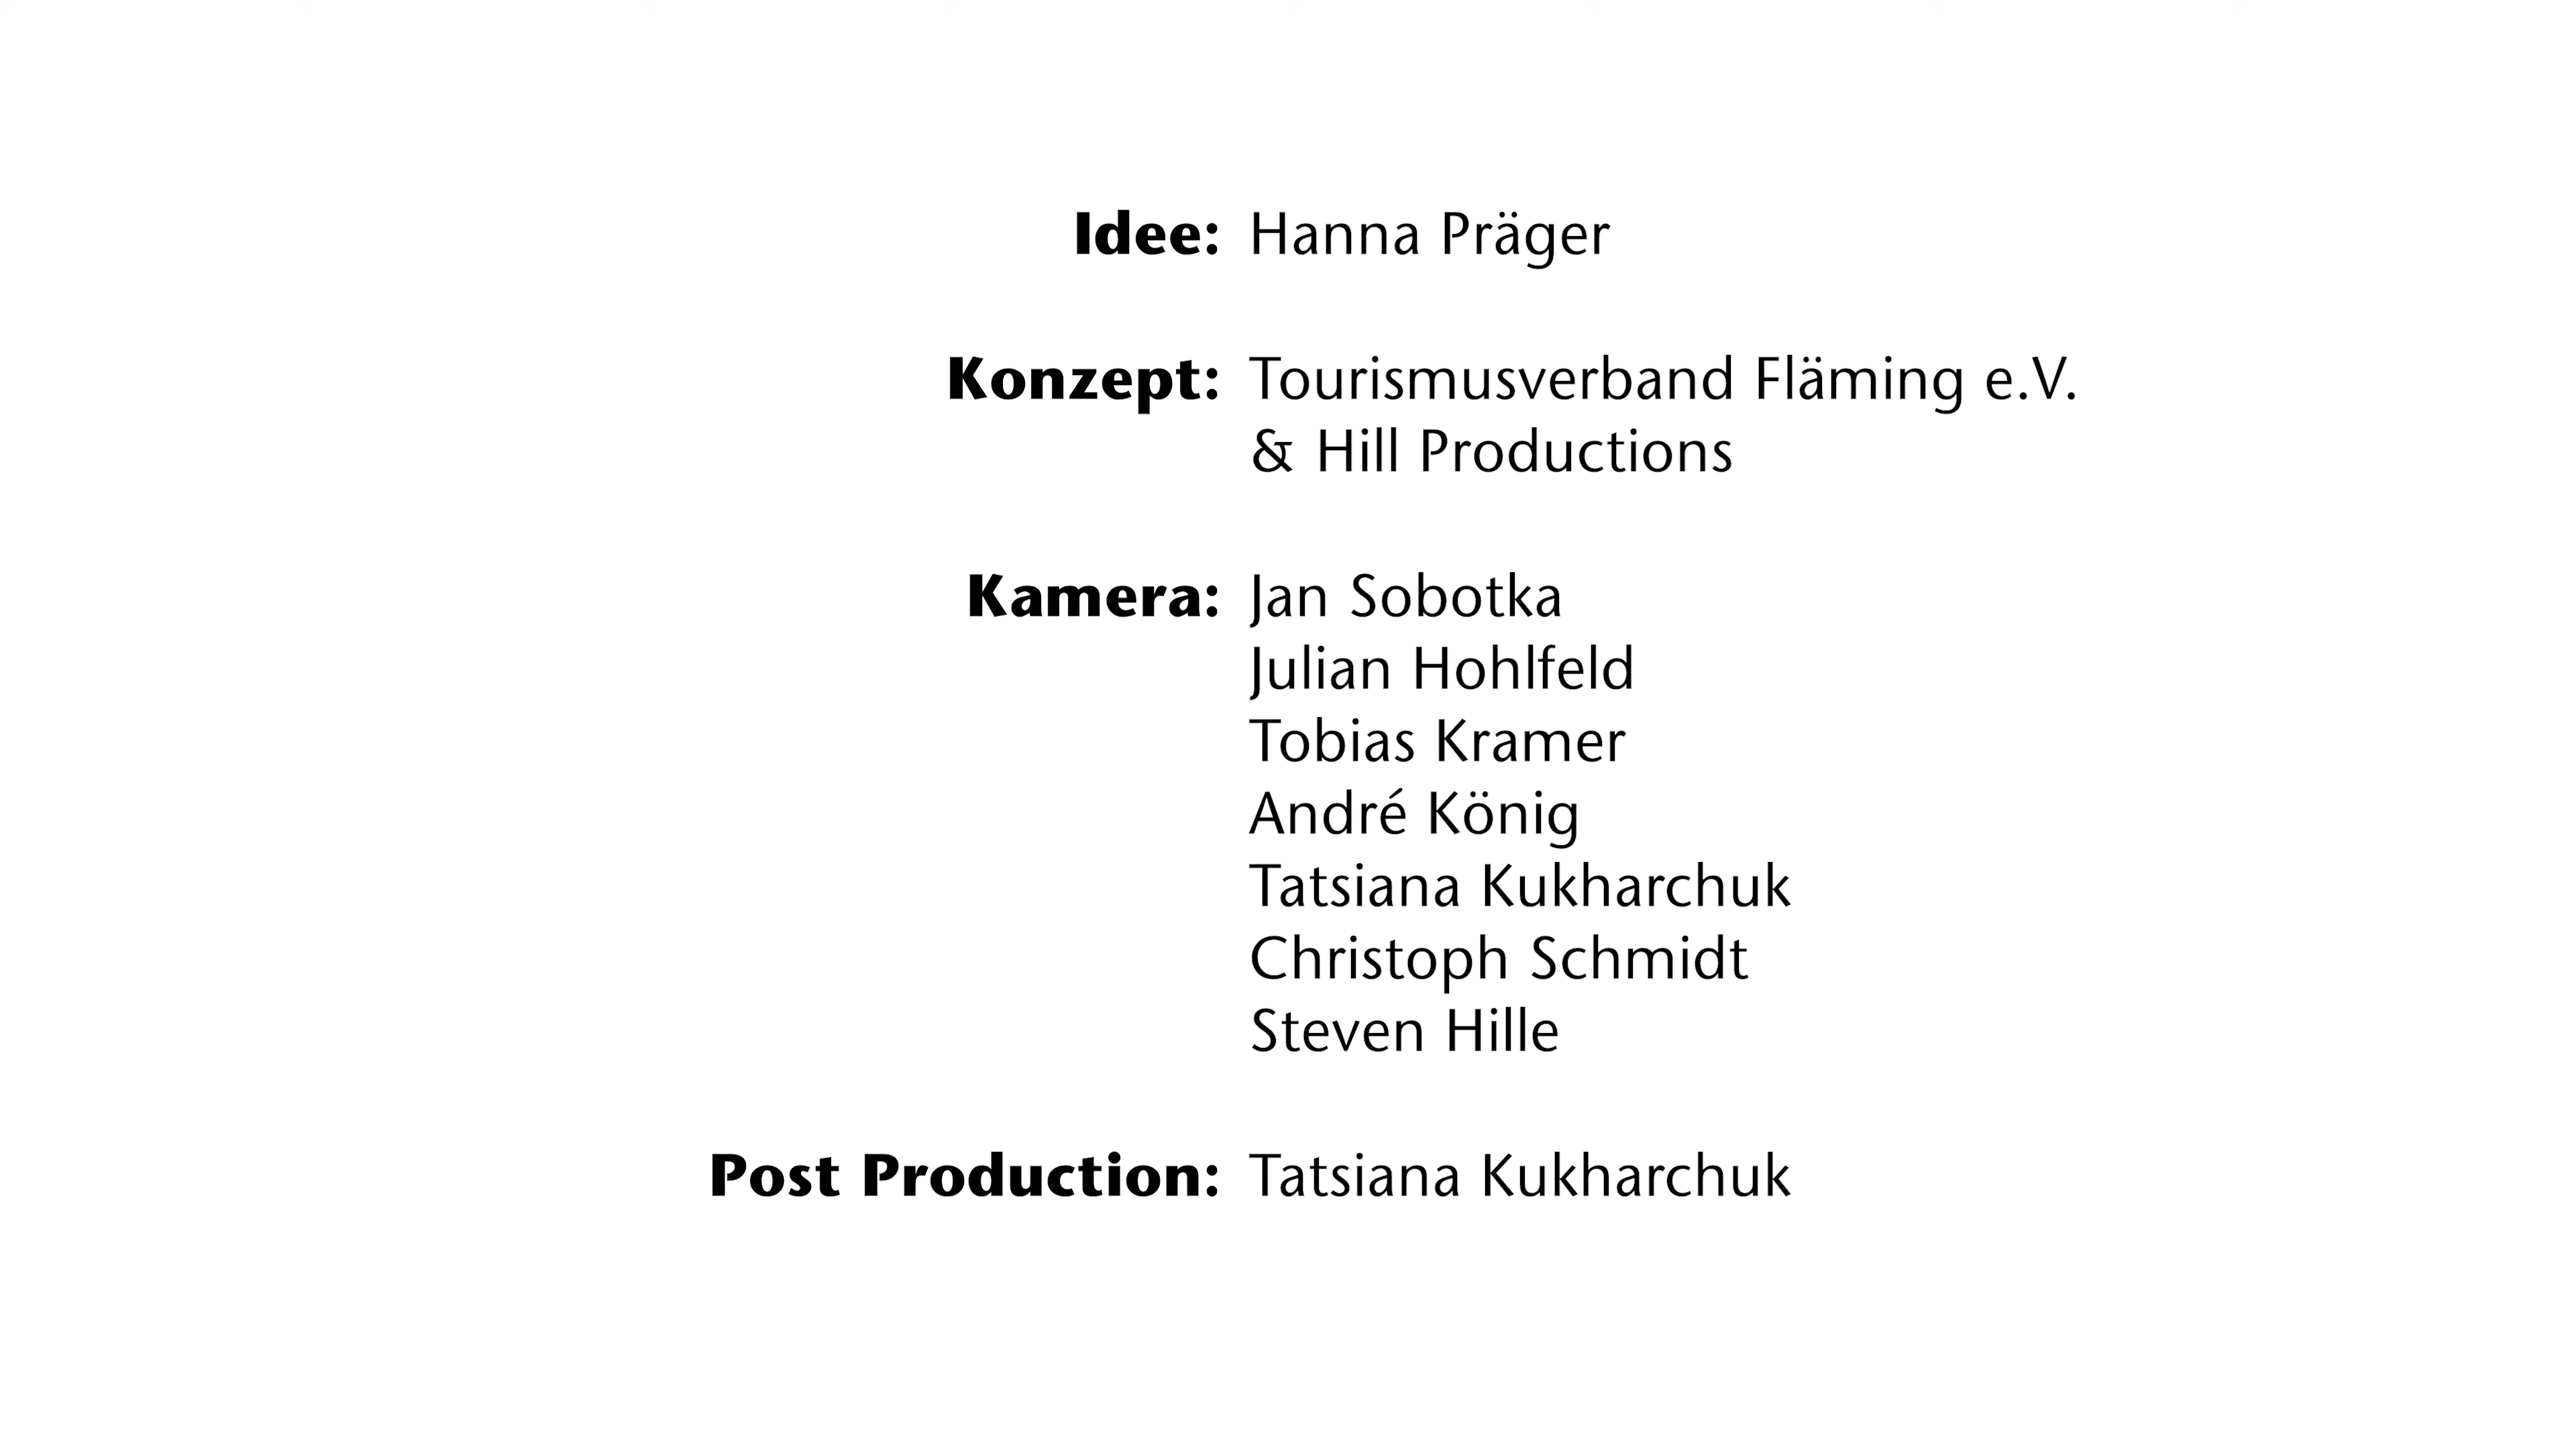 Idee: Hanna Präger
Konzept: Tourismusverband Fläming e.V.
& Hill Productions
Kamera: Jan Sobotka
Julian Hohlfeld
Tobias Kramer
André König
Tatsiana Kukharchuk
Christoph Schmidt
Steven Hille
Post Production: Tatsiana Kukharchuk